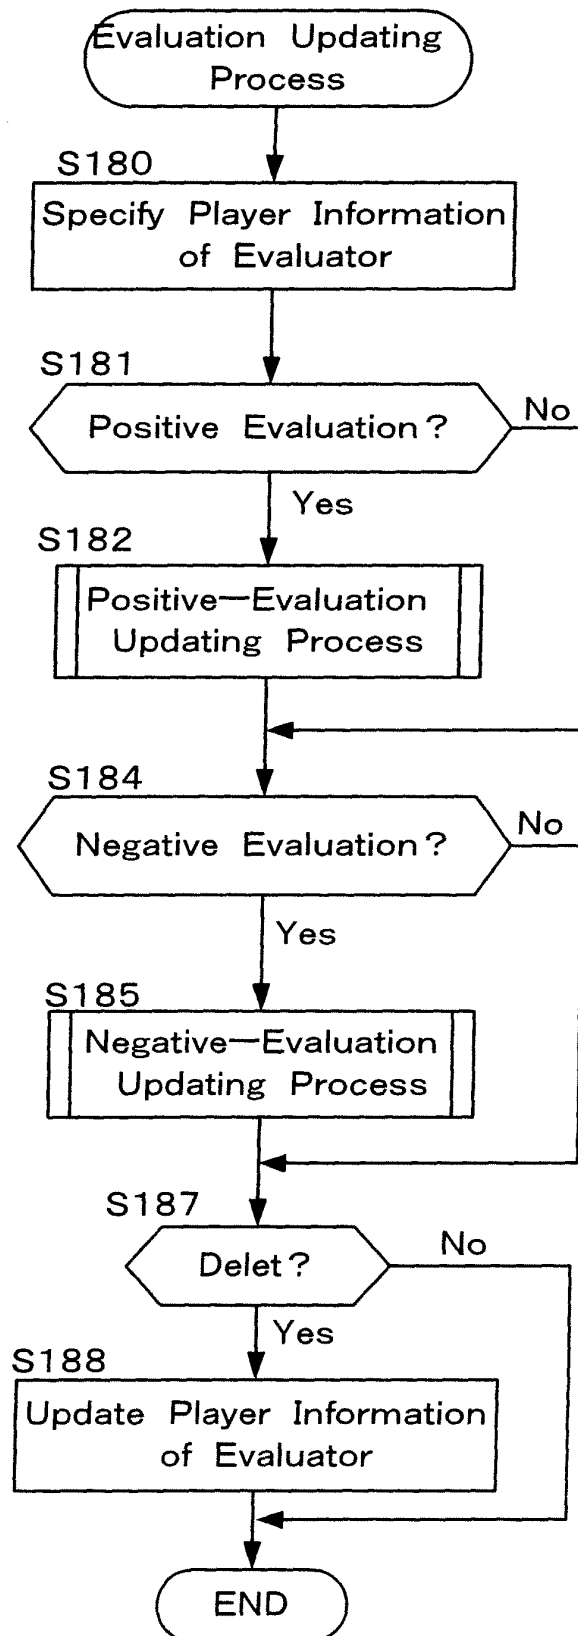 Evaluation Updating
Process
S180
Specify Player Information
of Evaluator
S181
Positive Evaluation?
No
Yes
S182
Positive—Evaluation
Updating Process
S184
Negative Evaluation?
No
Yes
S185
Negative—Evaluation
Updating Process
S187
Delet?
No
Yes
S188
Update Player Information
of Evaluator
END